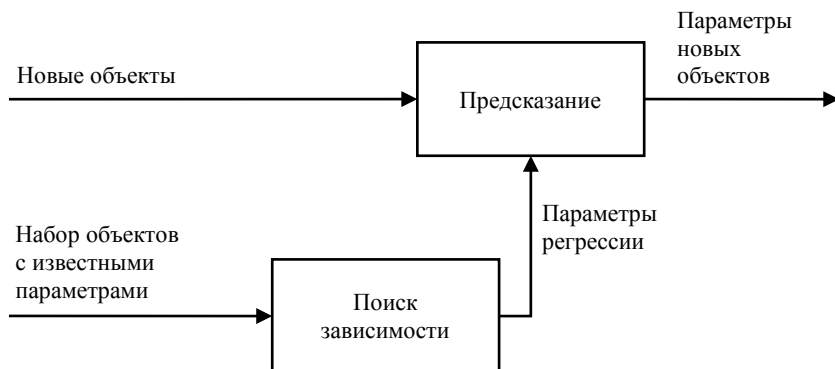 Параметры
новых
объектов
Новые объекты
Предсказание
Параметры
регрессии
Набор объектов
с известными
параметрами
Поиск
зависимости